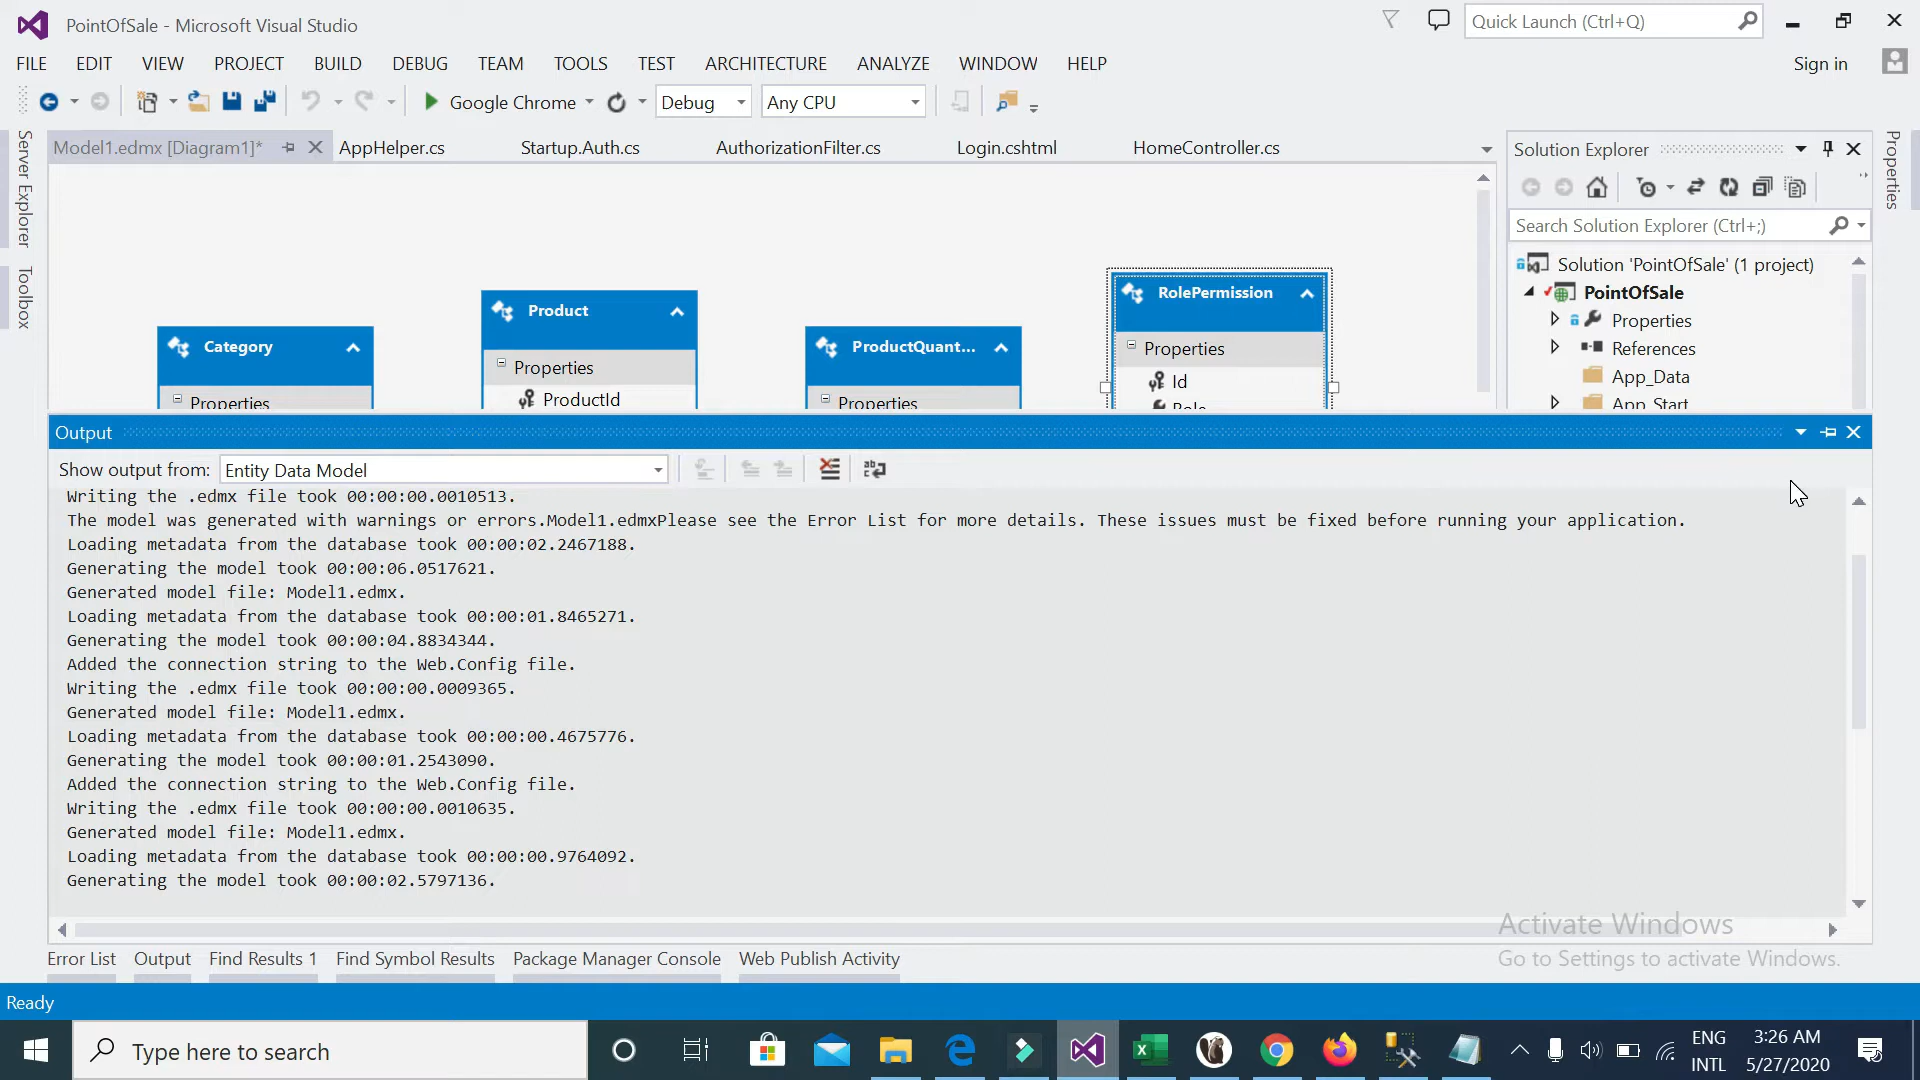 PointOfSale - Microsoft Visual Studio
Quick Launch (Ctrl+Q)
FILE EDIT VIEW PROJECT BUILD DEBUG TEAM TOOLS TEST ARCHITECTURE ANALYZE WINDOW HELP
Sign in
Google Chrome Debug Any CPU
Server Explorer
Toolbox
Model1.edmx [Diagram1]* AppHelper.cs Startup.Auth.cs AuthorizationFilter.cs Login.cshtml HomeController.cs
Category
Properties
Product
Properties
ProductId
ProductQuant...
Properties
RolePermission
Properties
Id
Role
Solution Explorer
Search Solution Explorer (Ctrl+;)
Solution 'PointOfSale' (1 project)
PointOfSale
Properties
References
App_Data
App_Start
Properties
Output
Show output from: Entity Data Model
Writing the .edmx file took 00:00:00.0010513.
The model was generated with warnings or errors.Model1.edmxPlease see the Error List for more details. These issues must be fixed before running your application.
Loading metadata from the database took 00:00:02.2467188.
Generating the model took 00:00:06.0517621.
Generated model file: Model1.edmx.
Loading metadata from the database took 00:00:01.8465271.
Generating the model took 00:00:04.8834344.
Added the connection string to the Web.Config file.
Writing the .edmx file took 00:00:00.0009365.
Generated model file: Model1.edmx.
Loading metadata from the database took 00:00:00.4675776.
Generating the model took 00:00:01.2543090.
Added the connection string to the Web.Config file.
Writing the .edmx file took 00:00:00.0010635.
Generated model file: Model1.edmx.
Loading metadata from the database took 00:00:00.9764092.
Generating the model took 00:00:02.5797136.
Activate Windows
Go to Settings to activate Windows.
Error List Output Find Results 1 Find Symbol Results Package Manager Console Web Publish Activity
Ready
Type here to search
ENG
INTL
3:26 AM
5/27/2020